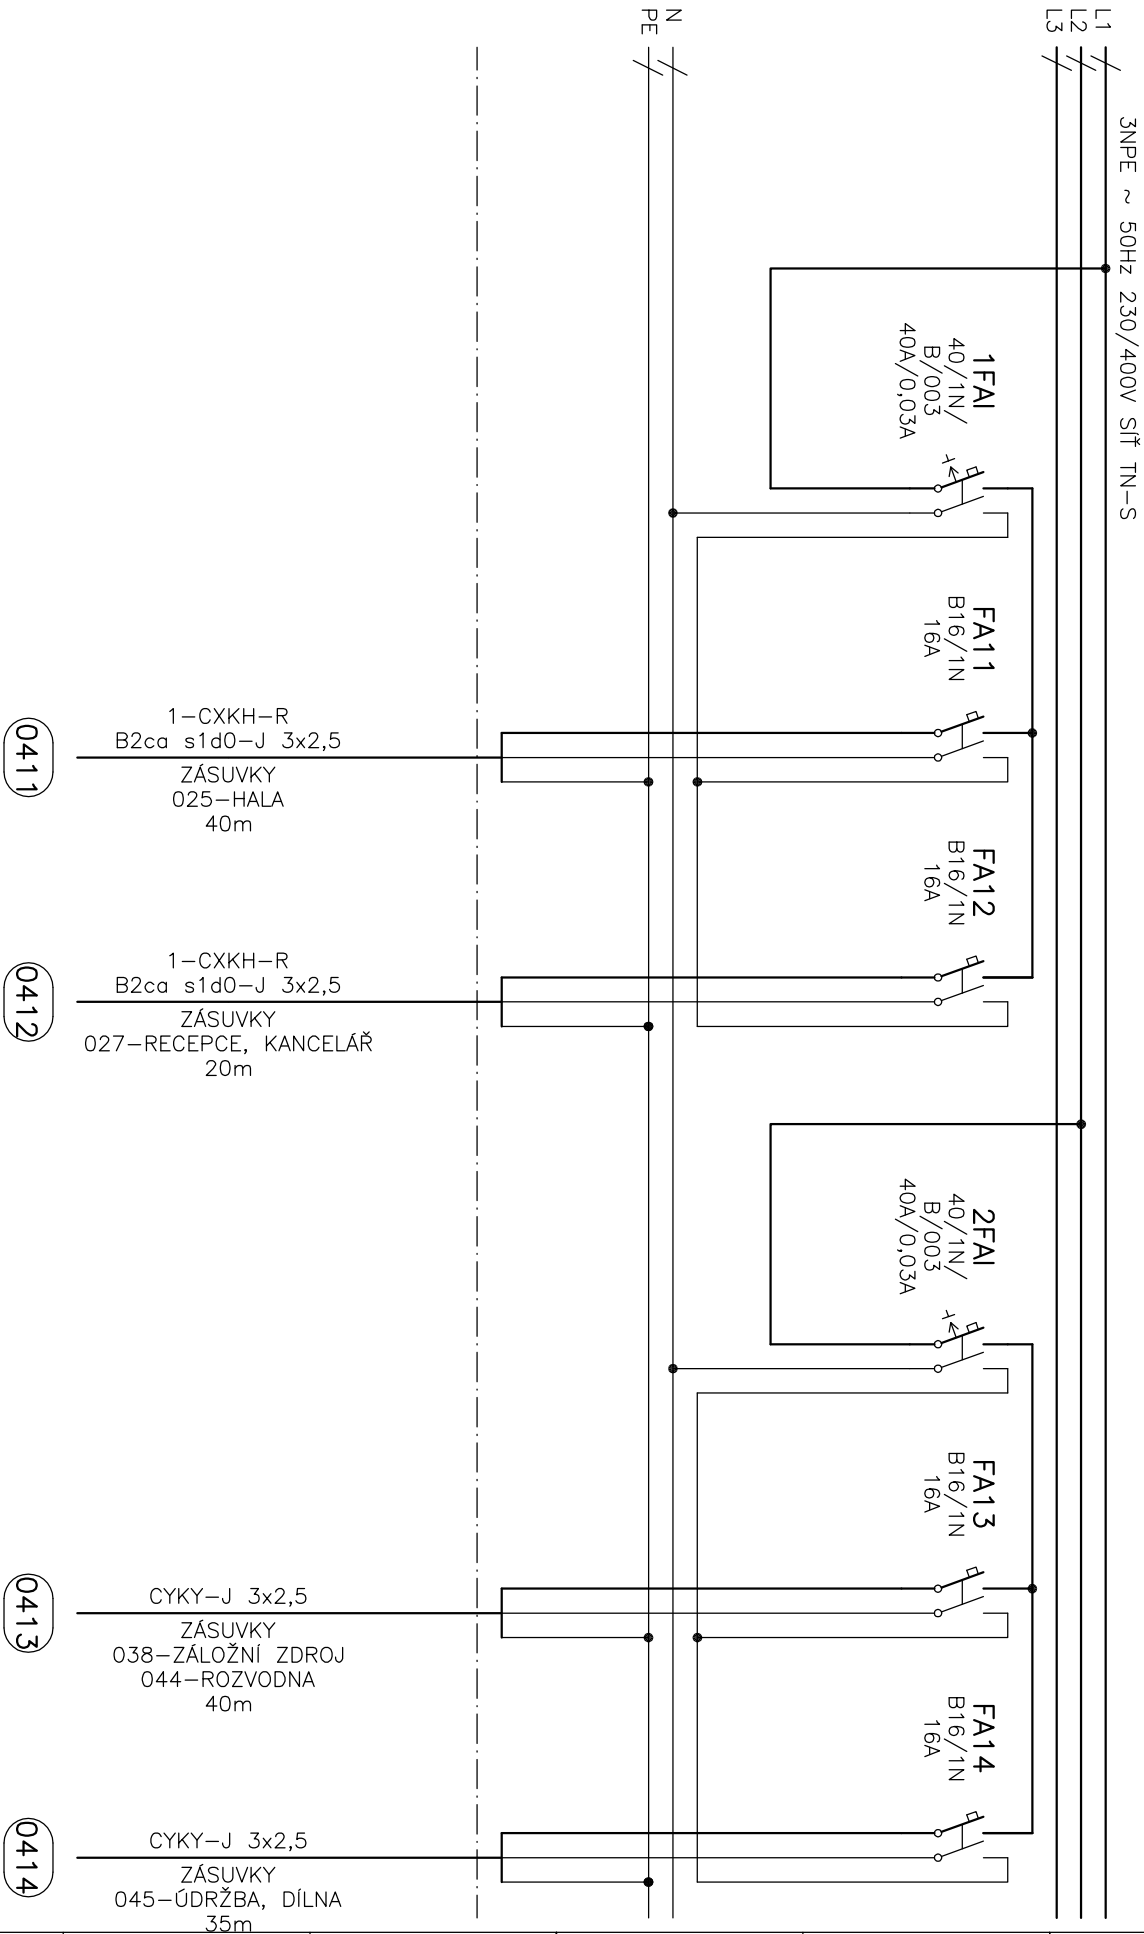 L1
L2
L3
3NPE ~ 50Hz 230/400V SÍŤ TN-S
N
PE
1FAI
40/1N/
B/003
40A/0,03A
FA11
B16/1N
16A
FA12
B16/1N
16A
2FAI
40/1N/
B/003
40A/0,03A
FA13
B16/1N
16A
FA14
B16/1N
16A
1-CXKH-R
B2ca s1d0-J 3x2,5
ZÁSUVKY
025-HALA
40m
0411
1-CXKH-R
B2ca s1d0-J 3x2,5
ZÁSUVKY
027-RECEPCE, KANCELÁŘ
20m
0412
CYKY-J 3x2,5
ZÁSUVKY
038-ZÁLOŽNÍ ZDROJ
044-ROZVODNA
40m
0413
CYKY-J 3x2,5
ZÁSUVKY
045-ÚDRŽBA, DÍLNA
35m
0414